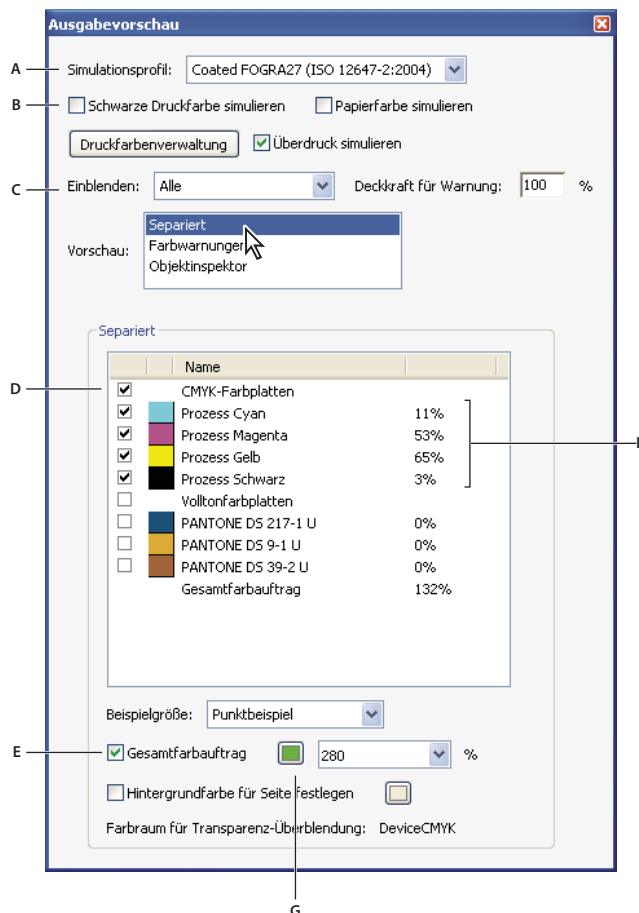 Ausgabevorschau
A Simulationsprofil: Coated FOGRA27 (ISO 12647-2:2004)
B Schwarze Druckfarbe simulieren Papierfarbe simulieren
Druckfarbenverwaltung Überdruck simulieren
C Einblenden: Alle Deckkraft für Warnung: 100 %
Separiert
Vorschau: Farbwarnungen
Objektinspektor
Separiert
Name
D CMYK-Farbplatten
Prozess Cyan 11%
Prozess Magenta 53%
Prozess Gelb 65%
Prozess Schwarz 3%
Volltonfarbplatten
PANTONE DS 217-1 U 0%
PANTONE DS 9-1 U 0%
PANTONE DS 39-2 U 0%
Gesamtfarbauftrag 132%
Beispielgröße: Punktbeispiel
E Gesamtfarbauftrag 280 %
Hintergrundfarbe für Seite festlegen
Farbraum für Transparenz-Überblendung: DeviceCMYK
G